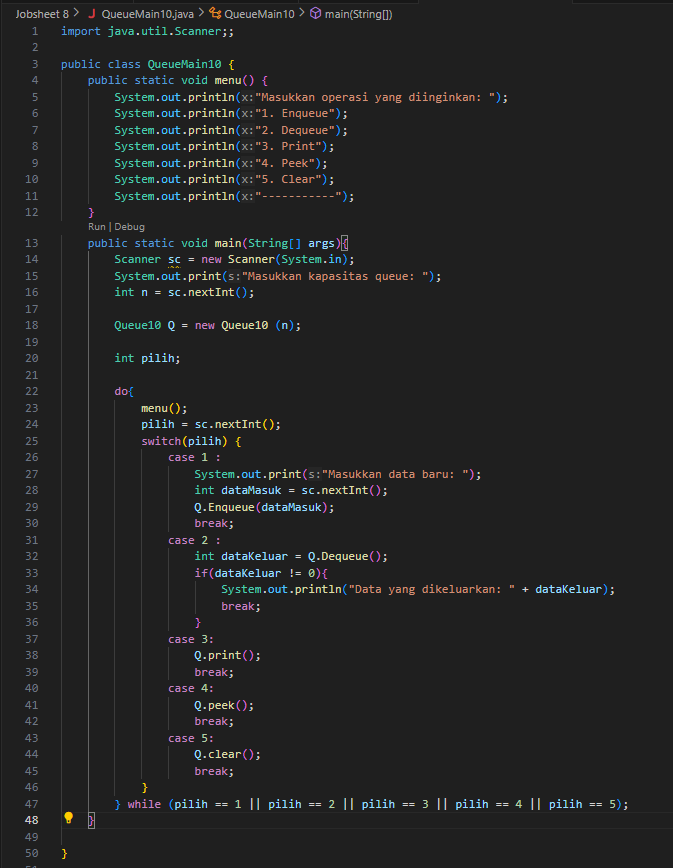 Jobsheet 8 > J QueueMain10.java > QueueMain10 > main(String[])
1 import java.util.Scanner;;
2
3 public class QueueMain10 {
4 public static void menu() {
5 System.out.println(x:"Masukkan operasi yang diinginkan: ");
6 System.out.println(x:"1. Enqueue");
7 System.out.println(x:"2. Dequeue");
8 System.out.println(x:"3. Print");
9 System.out.println(x:"4. Peek");
10 System.out.println(x:"5. Clear");
11 System.out.println(x:"-----------");
12 }
Run | Debug
13 public static void main(String[] args){
14 Scanner sc = new Scanner(System.in);
15 System.out.print(s:"Masukkan kapasitas queue: ");
16 int n = sc.nextInt();
17
18 Queue10 Q = new Queue10 (n);
19
20 int pilih;
21
22 do{
23 menu();
24 pilih = sc.nextInt();
25 switch(pilih) {
26 case 1 :
27 System.out.print(s:"Masukkan data baru: ");
28 int dataMasuk = sc.nextInt();
29 Q.Enqueue(dataMasuk);
30 break;
31 case 2 :
32 int dataKeluar = Q.Dequeue();
33 if(dataKeluar != 0){
34 System.out.println("Data yang dikeluarkan: " + dataKeluar);
35 break;
36 }
37 case 3:
38 Q.print();
39 break;
40 case 4:
41 Q.peek();
42 break;
43 case 5:
44 Q.clear();
45 break;
46 }
47 } while (pilih == 1 || pilih == 2 || pilih == 3 || pilih == 4 || pilih == 5);
48 }
49
50 }